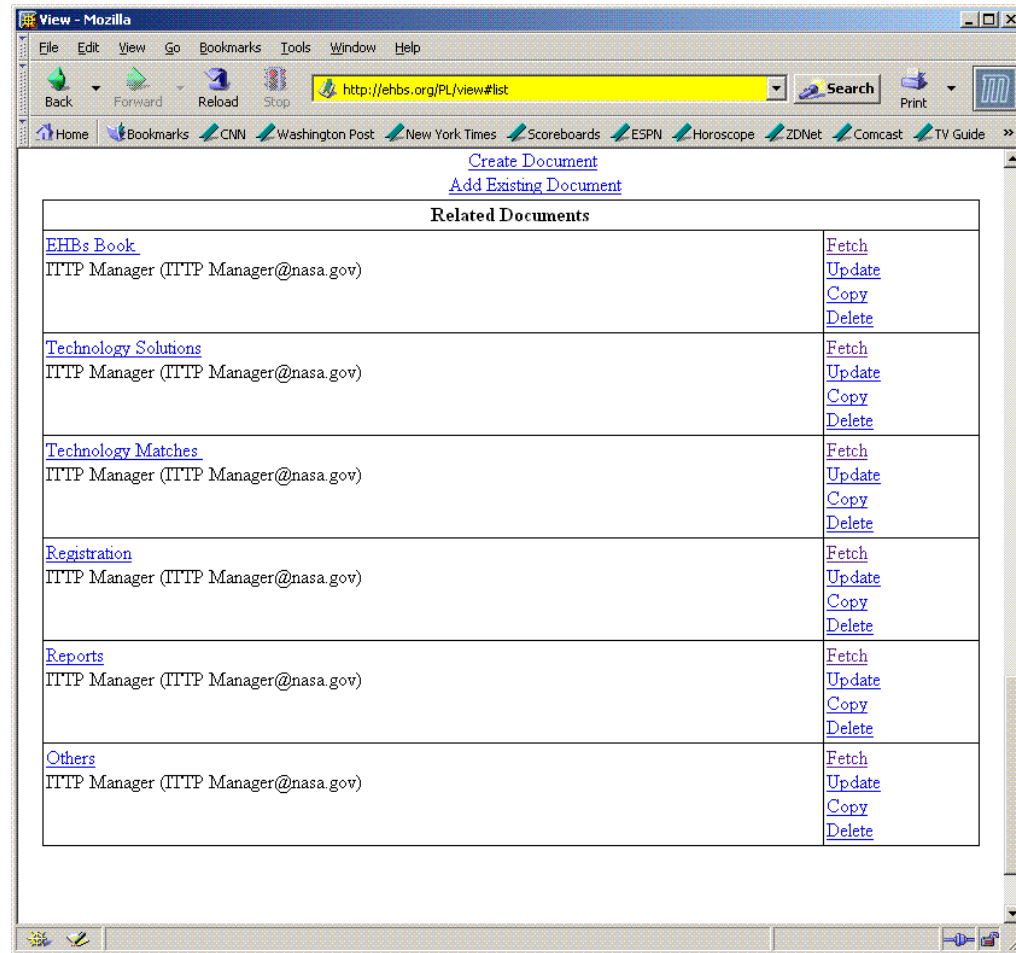 View - Mozilla
File Edit View Go Bookmarks Tools Window Help
Back Forward Reload Stop http://ehbs.org/PL/view#list Search Print
Home Bookmarks CNN Washington Post New York Times Scoreboards ESPN Horoscope ZDNet Comcast TV Guide »
Create Document
Add Existing Document
Related Documents
EHBs Book Fetch
ITTP Manager (ITTP Manager@nasa.gov) Update
Copy
Delete
Technology Solutions Fetch
ITTP Manager (ITTP Manager@nasa.gov) Update
Copy
Delete
Technology Matches Fetch
ITTP Manager (ITTP Manager@nasa.gov) Update
Copy
Delete
Registration Fetch
ITTP Manager (ITTP Manager@nasa.gov) Update
Copy
Delete
Reports Fetch
ITTP Manager (ITTP Manager@nasa.gov) Update
Copy
Delete
Others Fetch
ITTP Manager (ITTP Manager@nasa.gov) Update
Copy
Delete